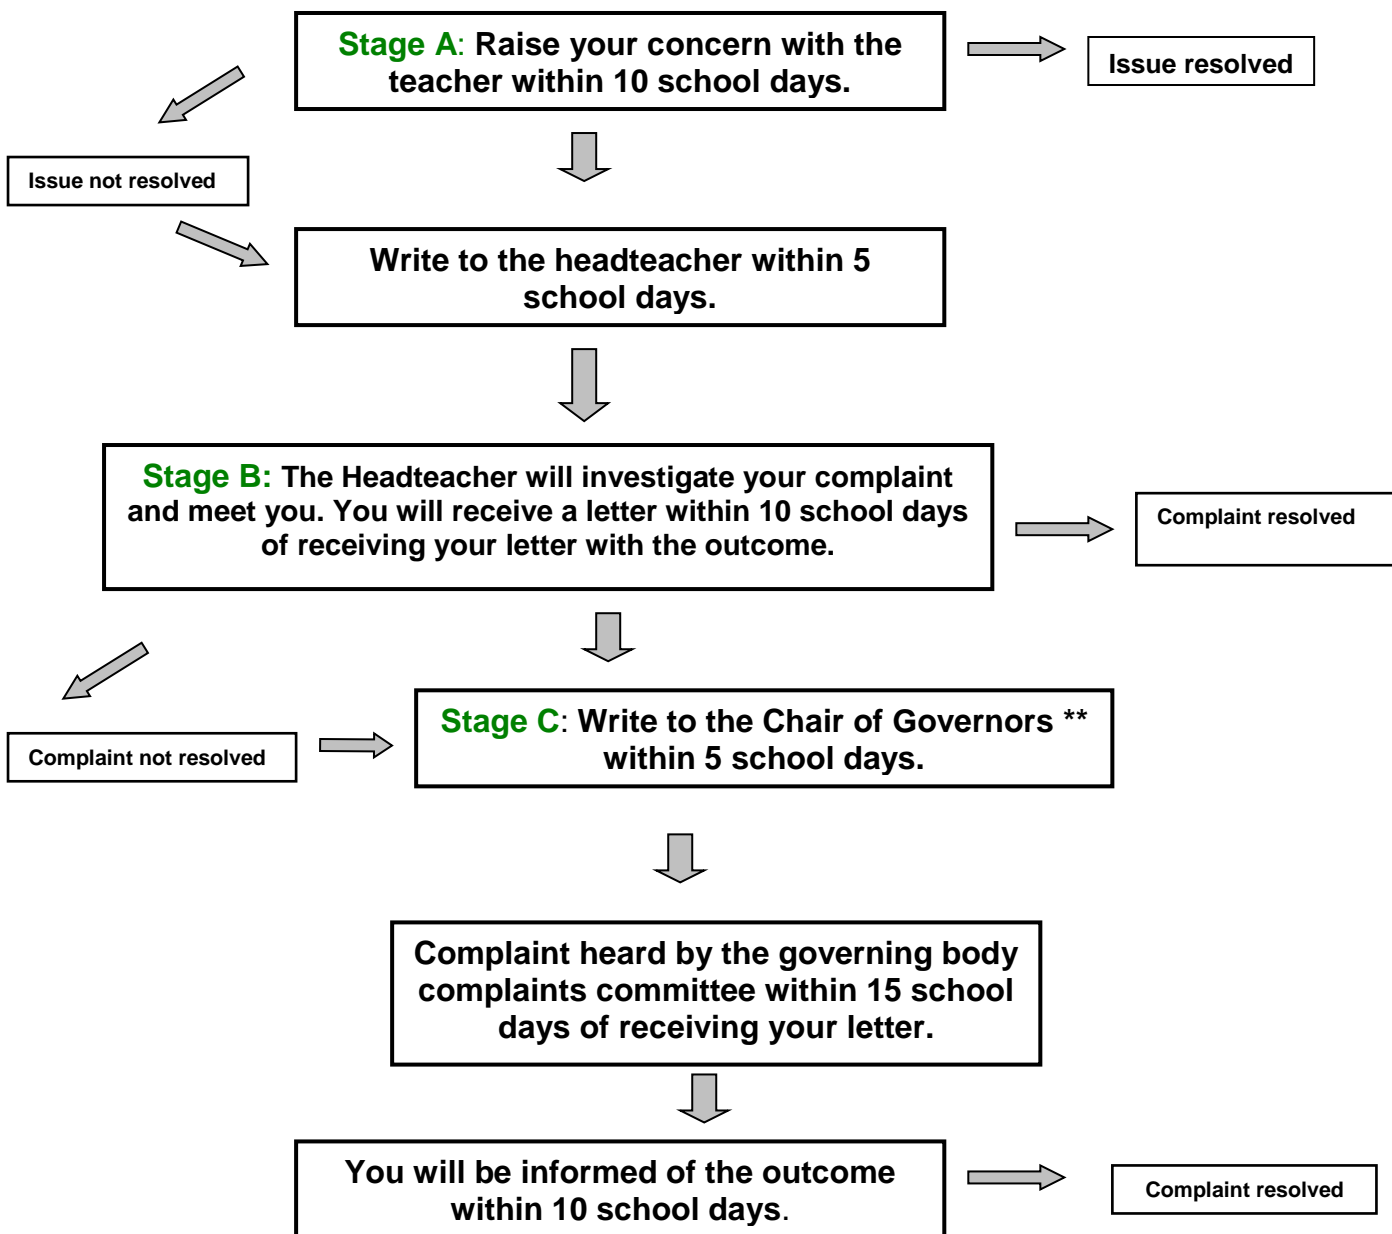 Stage A: Raise your concern with the
teacher within 10 school days.
Issue resolved
Issue not resolved
Write to the headteacher within 5
school days.
Stage B: The Headteacher will investigate your complaint
and meet you. You will receive a letter within 10 school days
of receiving your letter with the outcome.
Complaint resolved
Stage C: Write to the Chair of Governors **
within 5 school days.
Complaint not resolved
Complaint heard by the governing body
complaints committee within 15 school
days of receiving your letter.
You will be informed of the outcome
within 10 school days.
Complaint resolved